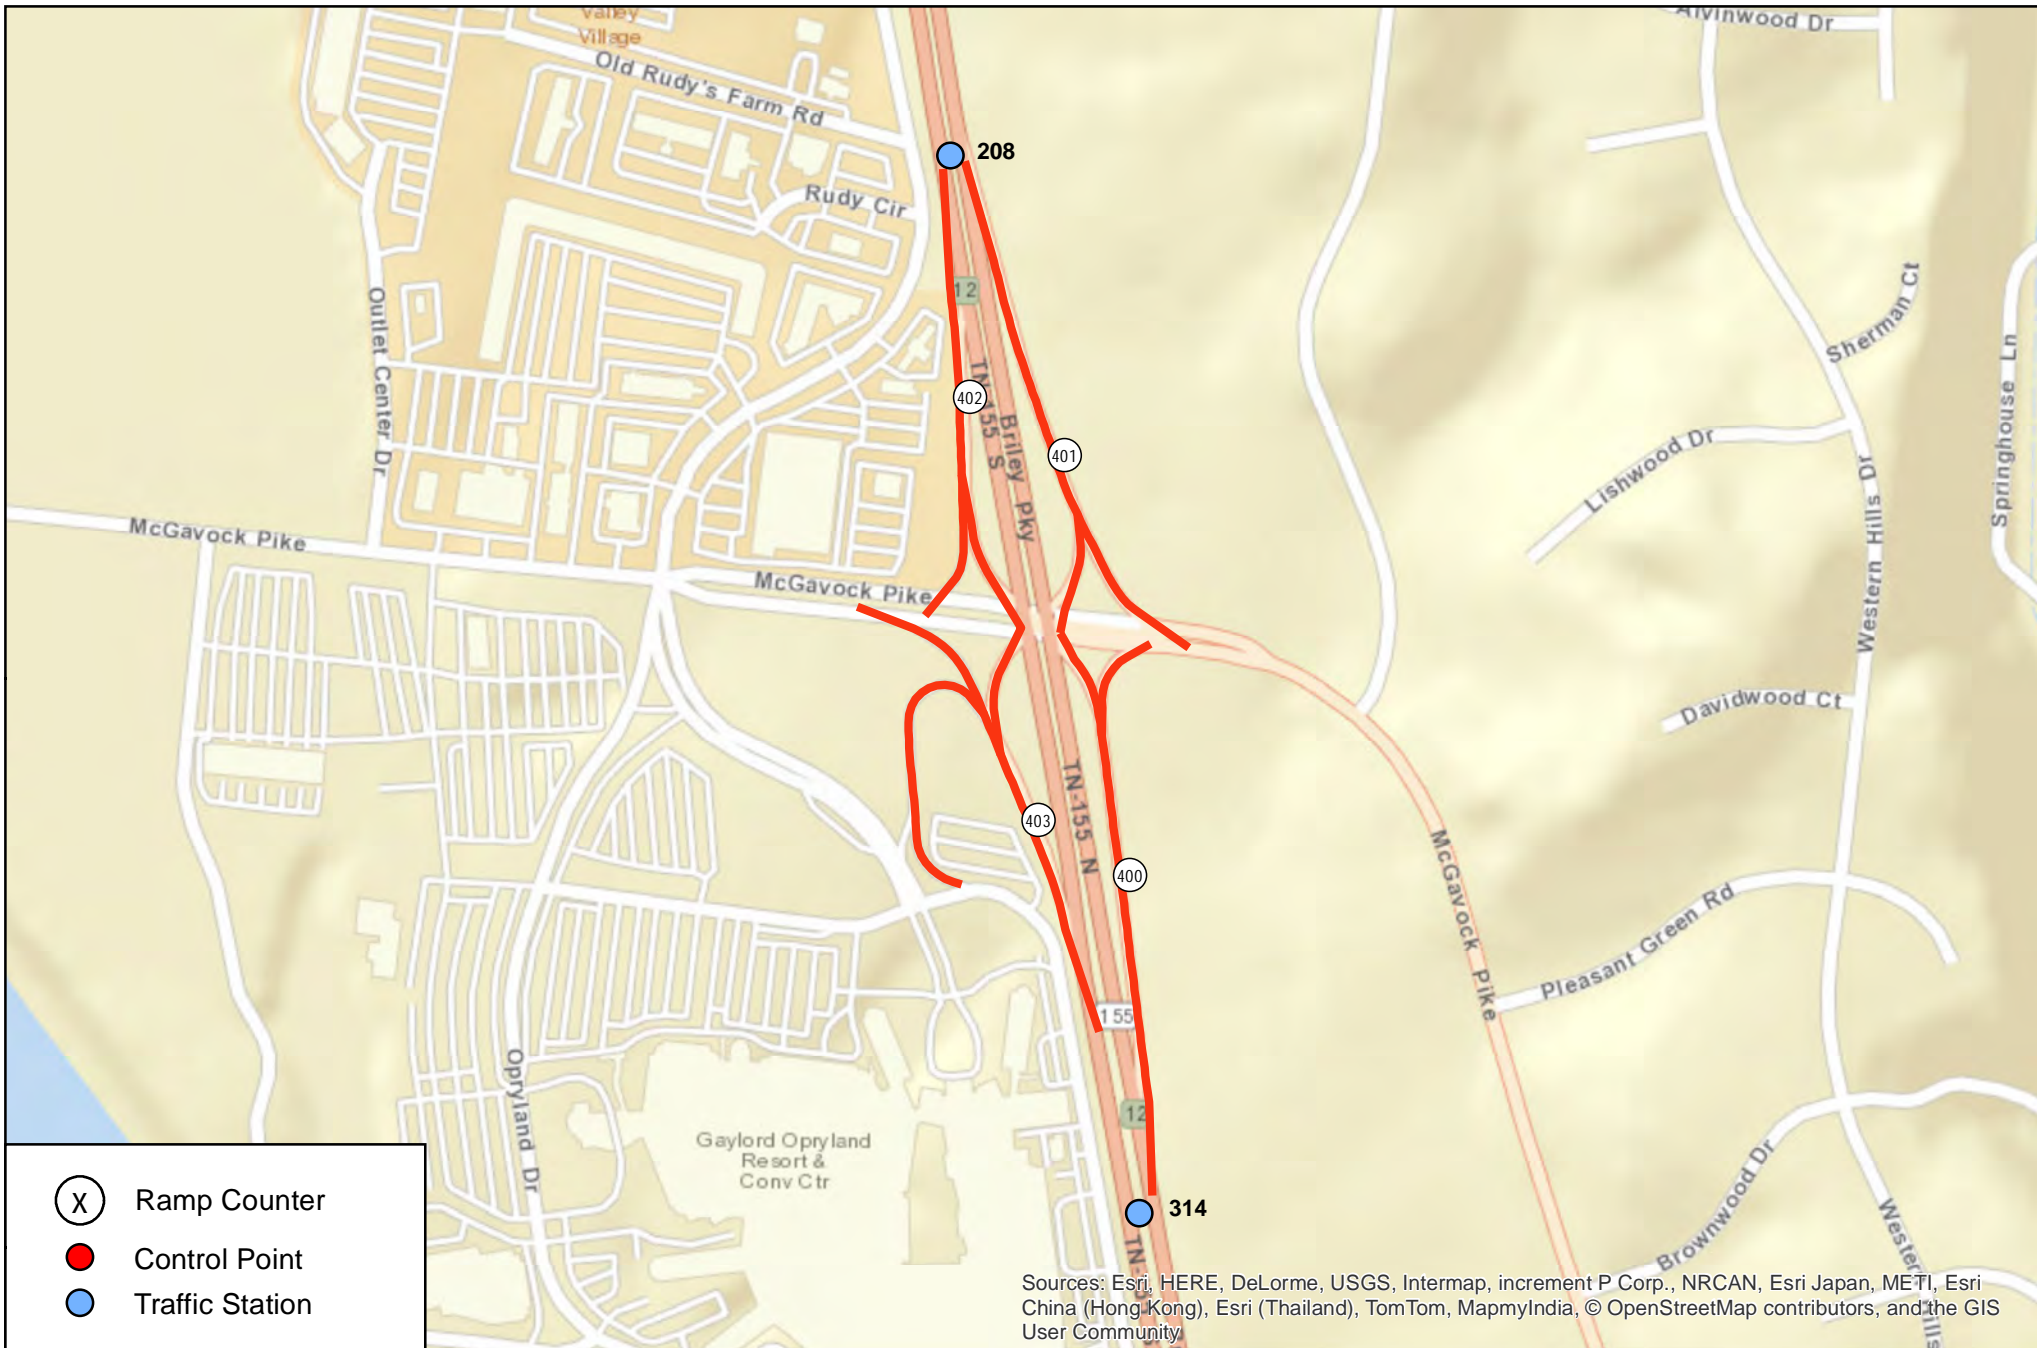 Valley
Village
Alvinwood Dr
Old Rudy's Farm Rd
208
Rudy Cir
Sherman Ct
12
Outlet Center Dr
Springhouse Ln
TN-155 S
402
Briley Pky
401
Lishwood Dr
Western Hills Dr
McGavock Pike
McGavock Pike
Davidwood Ct
TN-155 N
403
400
McGavock Pike
Pleasant Green Rd
155
Opryland Dr
12
Gaylord Opryland
Resort &
Conv Ctr
Brownwood Dr
314
Western Hills
X Ramp Counter
Control Point
Traffic Station
Sources: Esri, HERE, DeLorme, USGS, Intermap, increment P Corp., NRCAN, Esri Japan, METI, Esri
China (Hong Kong), Esri (Thailand), TomTom, MapmyIndia, © OpenStreetMap contributors, and the GIS
User Community